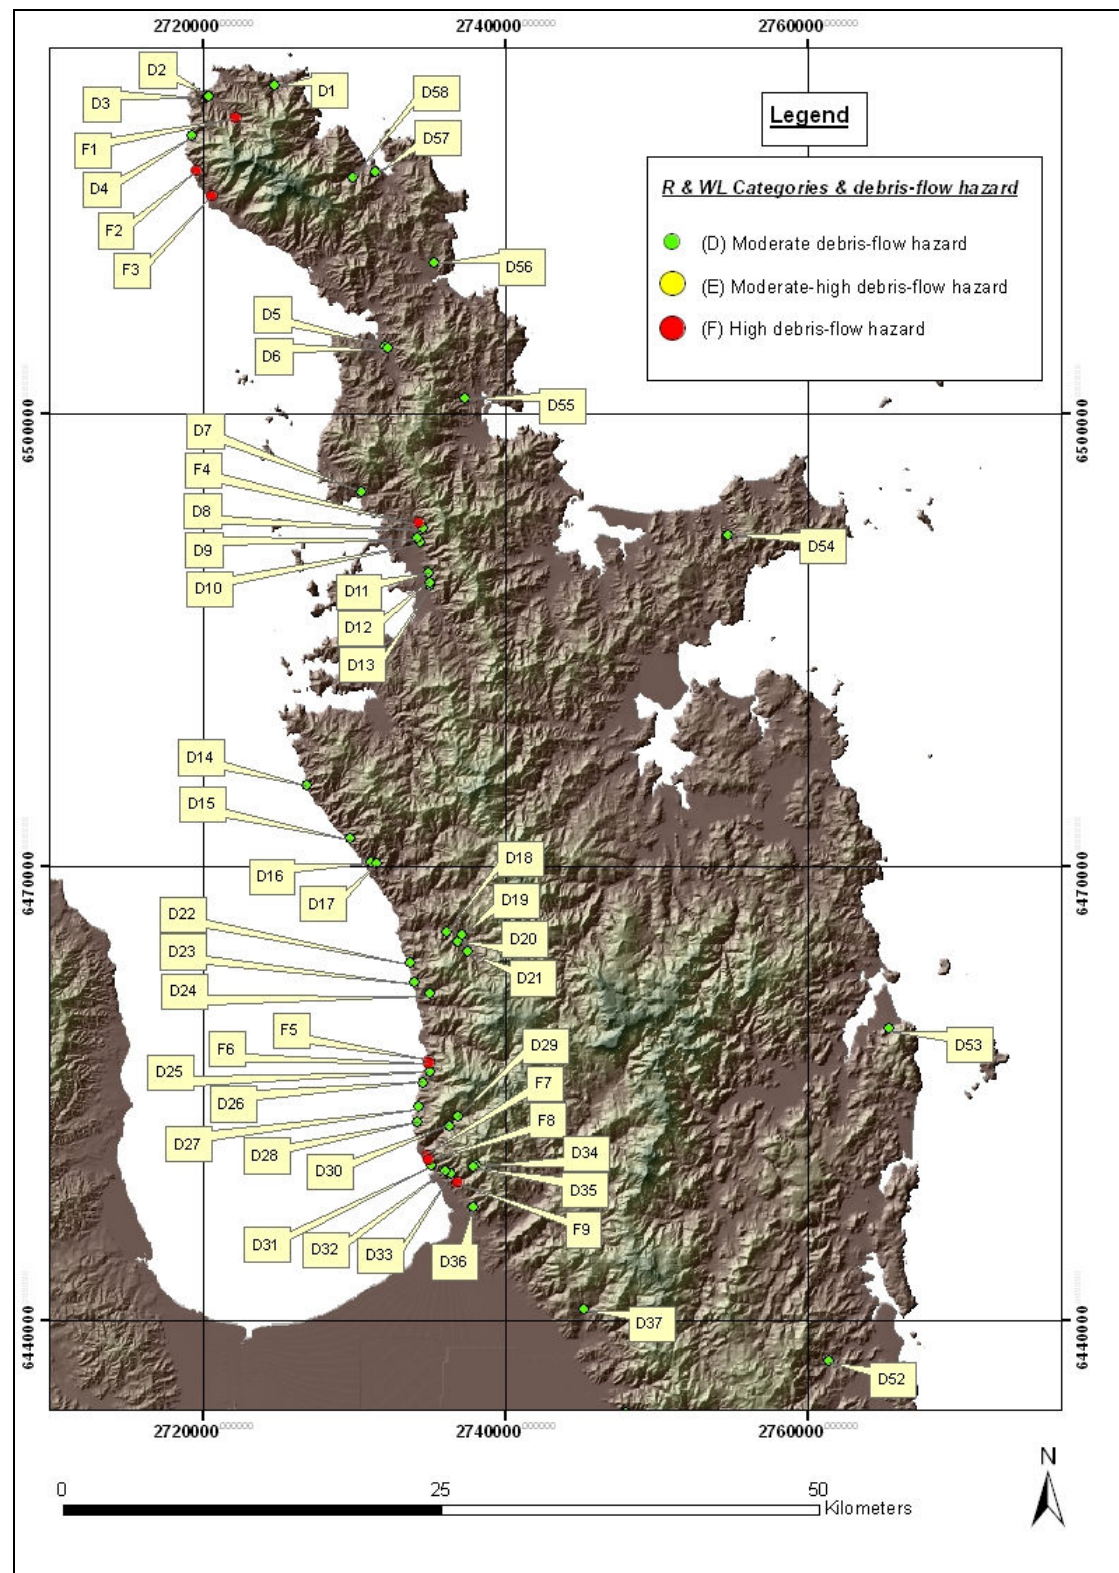 2720000
2740000
2760000
D2
D1
D3
D58
D57
F1
D4
F2
F3
D56
Legend
R & WL Categories & debris-flow hazard
(D) Moderate debris-flow hazard
(E) Moderate-high debris-flow hazard
(F) High debris-flow hazard
D5
D6
D55
6500000
6500000
D7
F4
D8
D9
D10
D54
D11
D12
D13
D14
D15
D16
D17
6470000
6470000
D18
D19
D20
D21
D22
D23
D24
D53
F5
F6
D25
D26
D27
D28
D29
F7
F8
D30
D34
D35
D31
D32
D33
F9
D36
D37
6440000
6440000
D52
2720000
2740000
2760000
0
25
50
Kilometers
N